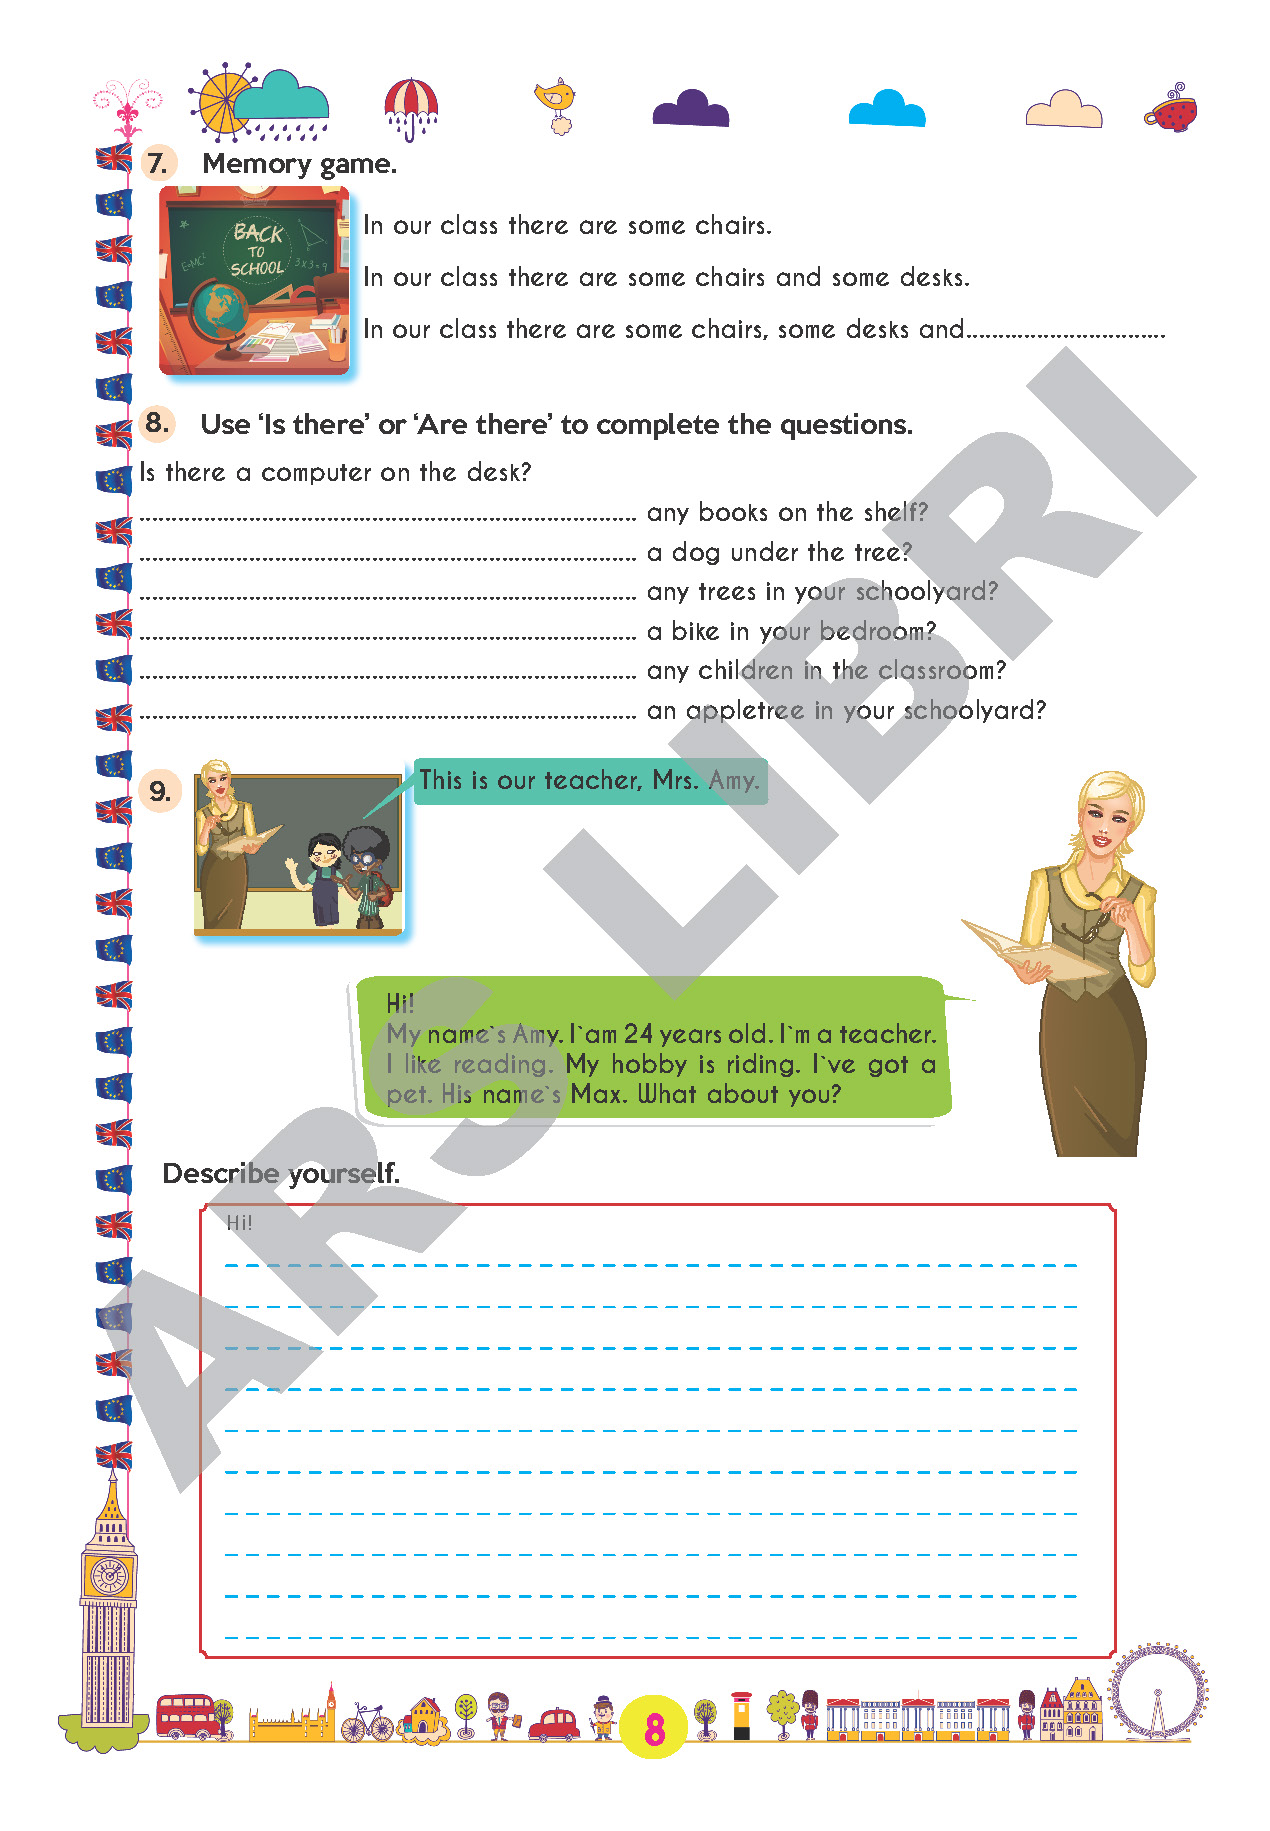 7. Memory game.
BACK
TO
SCHOOL
E=MC²
3x3=9
In our class there are some chairs.
In our class there are some chairs and some desks.
In our class there are some chairs, some desks and.............................
8. Use ‘Is there’ or ‘Are there’ to complete the questions.
Is there a computer on the desk?
.............................................................................. any books on the shelf?
.............................................................................. a dog under the tree?
.............................................................................. any trees in your schoolyard?
.............................................................................. a bike in your bedroom?
.............................................................................. any children in the classroom?
.............................................................................. an appletree in your schoolyard?
9.
This is our teacher, Mrs. Amy.
Hi!
My name`s Amy. I`am 24 years old. I`m a teacher.
I like reading. My hobby is riding. I`ve got a
pet. His name`s Max. What about you?
Describe yourself.
Hi!
8
ARS LIBRI